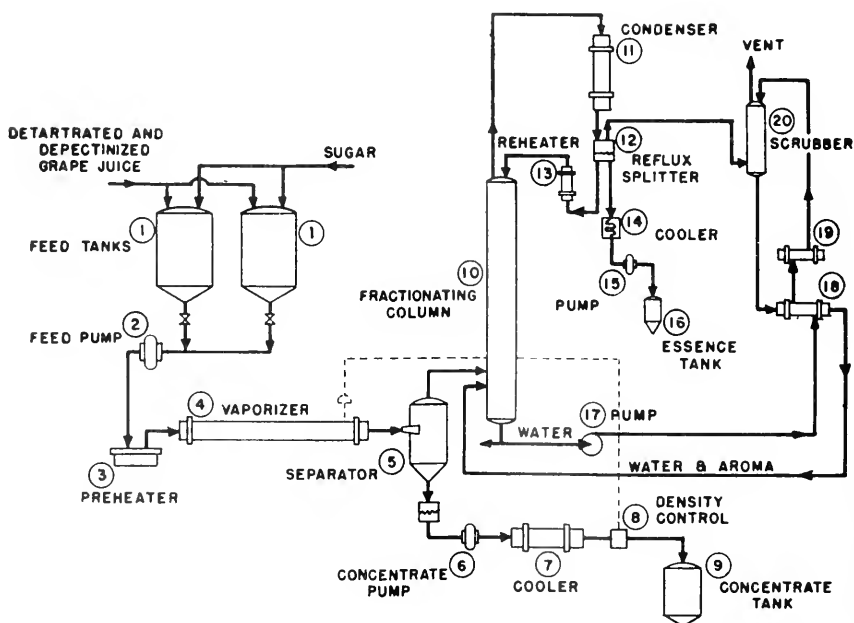 DETARTRATED AND
DEPECTINIZED
GRAPE JUICE
SUGAR
1
1
FEED TANKS
FEED PUMP
2
3
PREHEATER
4
VAPORIZER
SEPARATOR
5
CONCENTRATE
PUMP
6
7
COOLER
8
DENSITY
CONTROL
9
CONCENTRATE
TANK
10
FRACTIONATING
COLUMN
CONDENSER
11
12
REFLUX
SPLITTER
REHEATER
13
14
COOLER
15
PUMP
16
ESSENCE
TANK
17 PUMP
WATER
WATER & AROMA
18
19
VENT
20
SCRUBBER